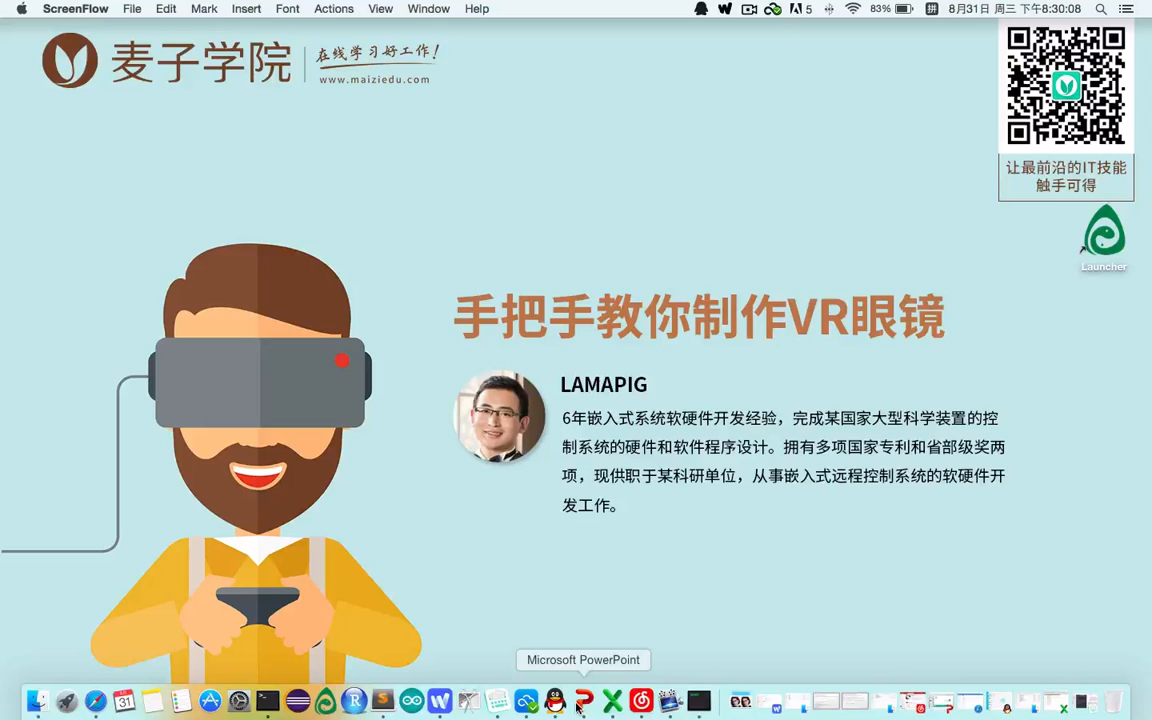 ScreenFlow File Edit Mark Insert Font Actions View Window Help
5 83% 拼 8月31日 周三 下午8:30:08
麦子学院
在线学习好工作!
www.maiziedu.com
让最前沿的IT技能
触手可得
Launcher
手把手教你制作VR眼镜
LAMAPIG
6年嵌入式系统软硬件开发经验，完成某国家大型科学装置的控
制系统的硬件和软件程序设计。拥有多项国家专利和省部级奖两
项，现供职于某科研单位，从事嵌入式远程控制系统的软硬件开
发工作。
Microsoft PowerPoint
31